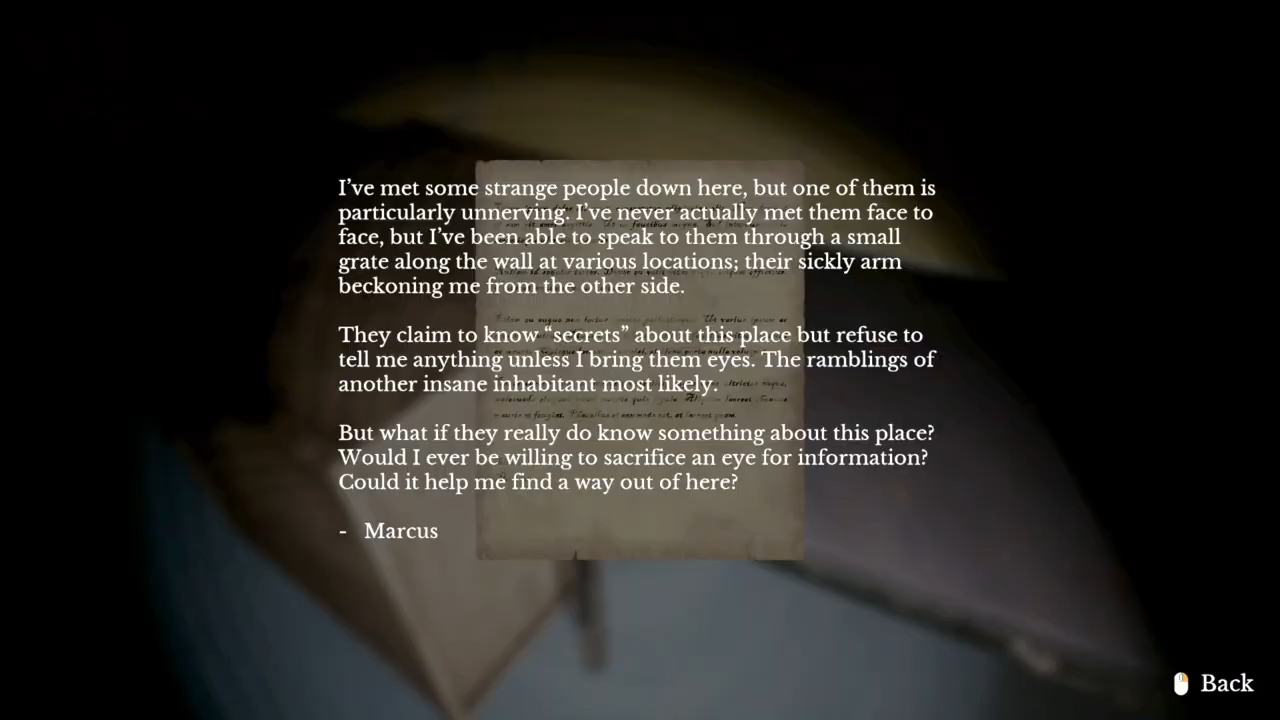 I’ve met some strange people down here, but one of them is
particularly unnerving. I’ve never actually met them face to
face, but I’ve been able to speak to them through a small
grate along the wall at various locations; their sickly arm
beckoning me from the other side.
They claim to know “secrets” about this place but refuse to
tell me anything unless I bring them eyes. The ramblings of
another insane inhabitant most likely.
But what if they really do know something about this place?
Would I ever be willing to sacrifice an eye for information?
Could it help me find a way out of here?
- Marcus
Back